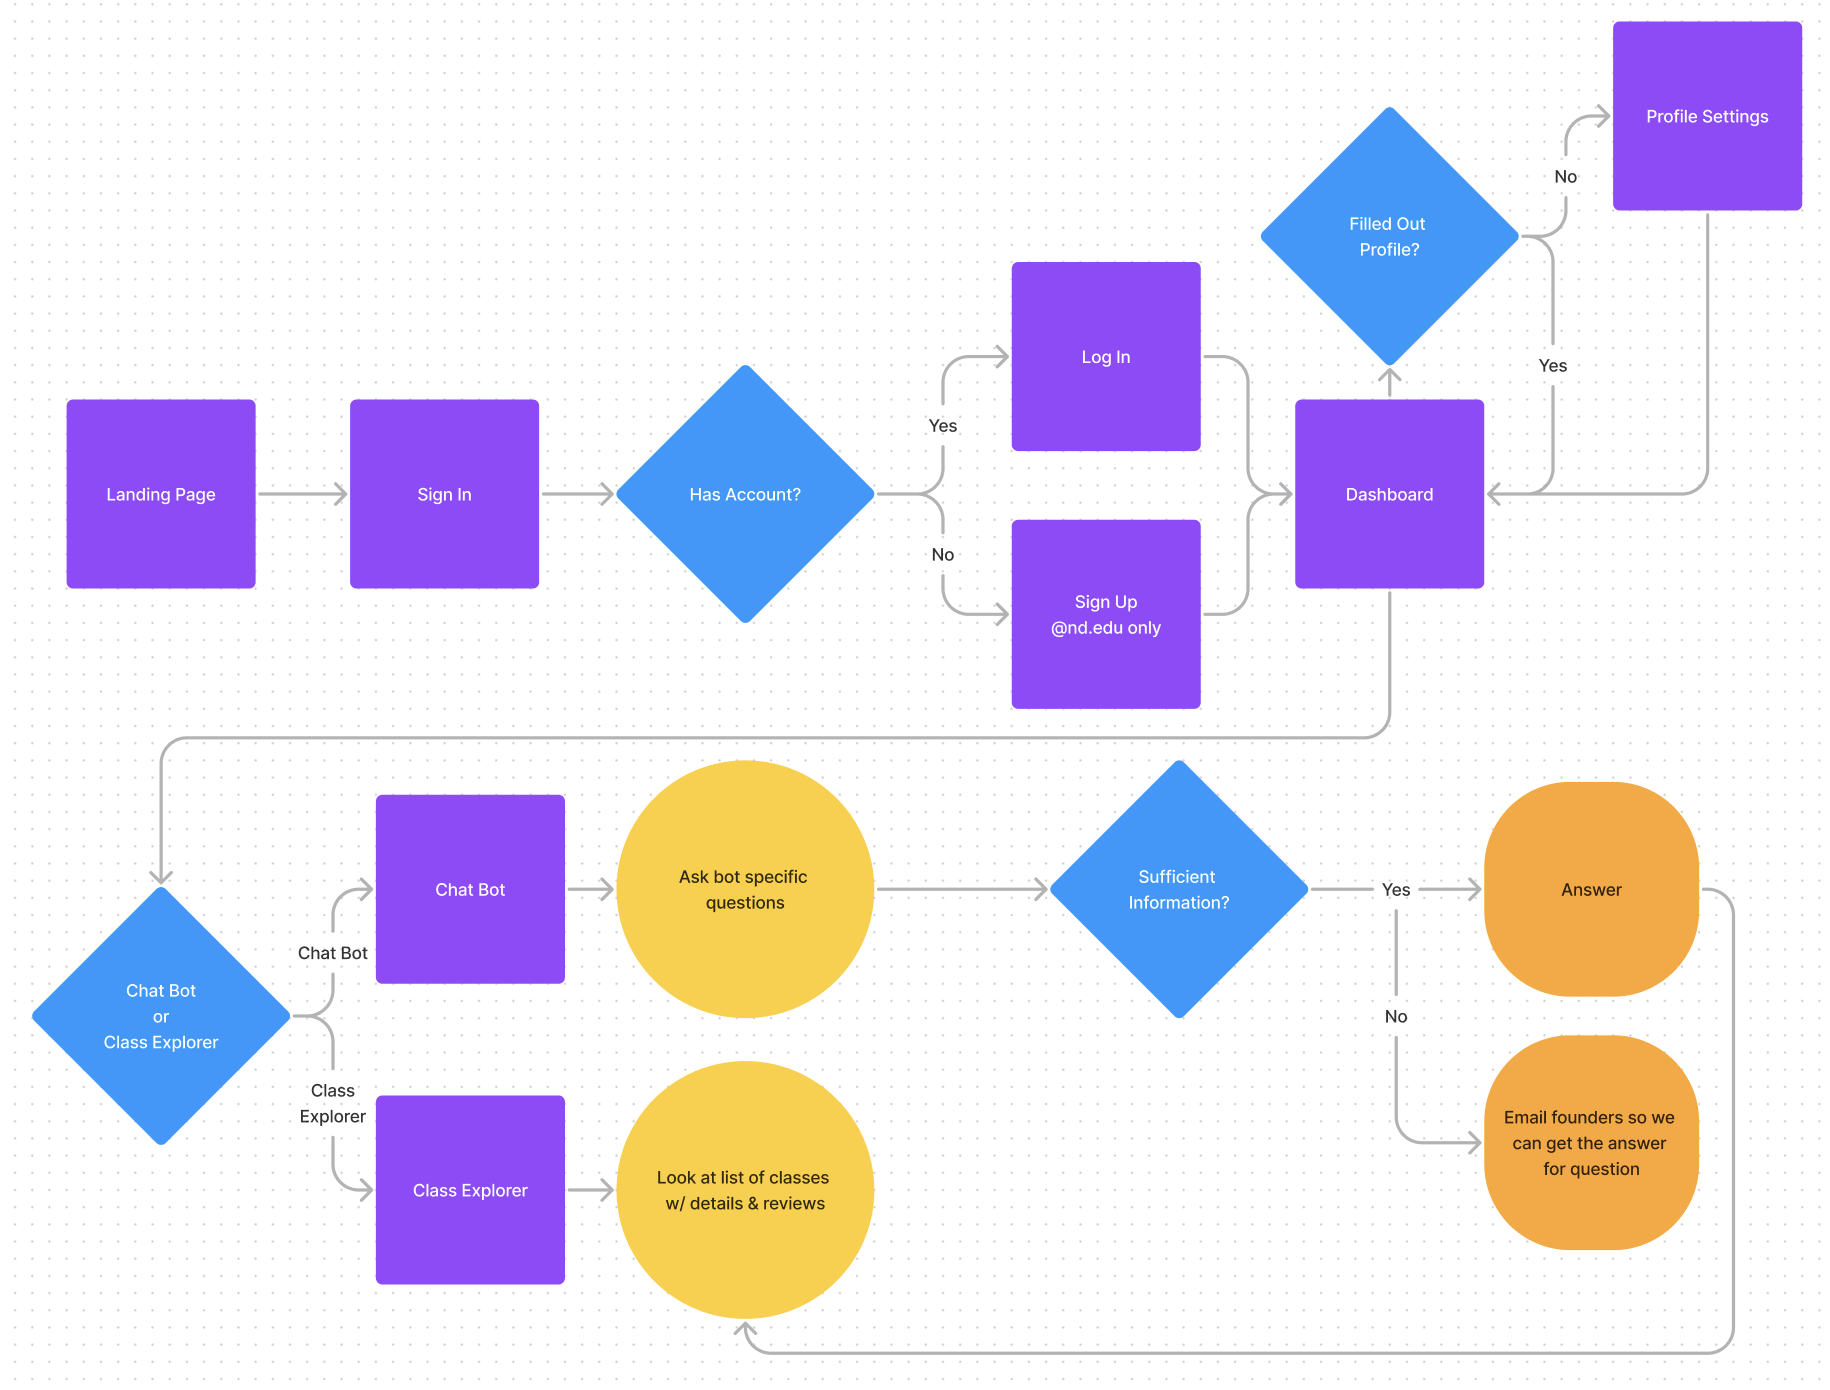 Profile Settings
No
Filled Out
Profile?
Yes
Log In
Landing Page
Sign In
Has Account?
Yes
No
Dashboard
Sign Up
@nd.edu only
Chat Bot
or
Class Explorer
Chat Bot
Chat Bot
Ask bot specific
questions
Sufficient
Information?
Yes
Answer
No
Email founders so we
can get the answer
for question
Class
Explorer
Class Explorer
Look at list of classes
w/ details & reviews